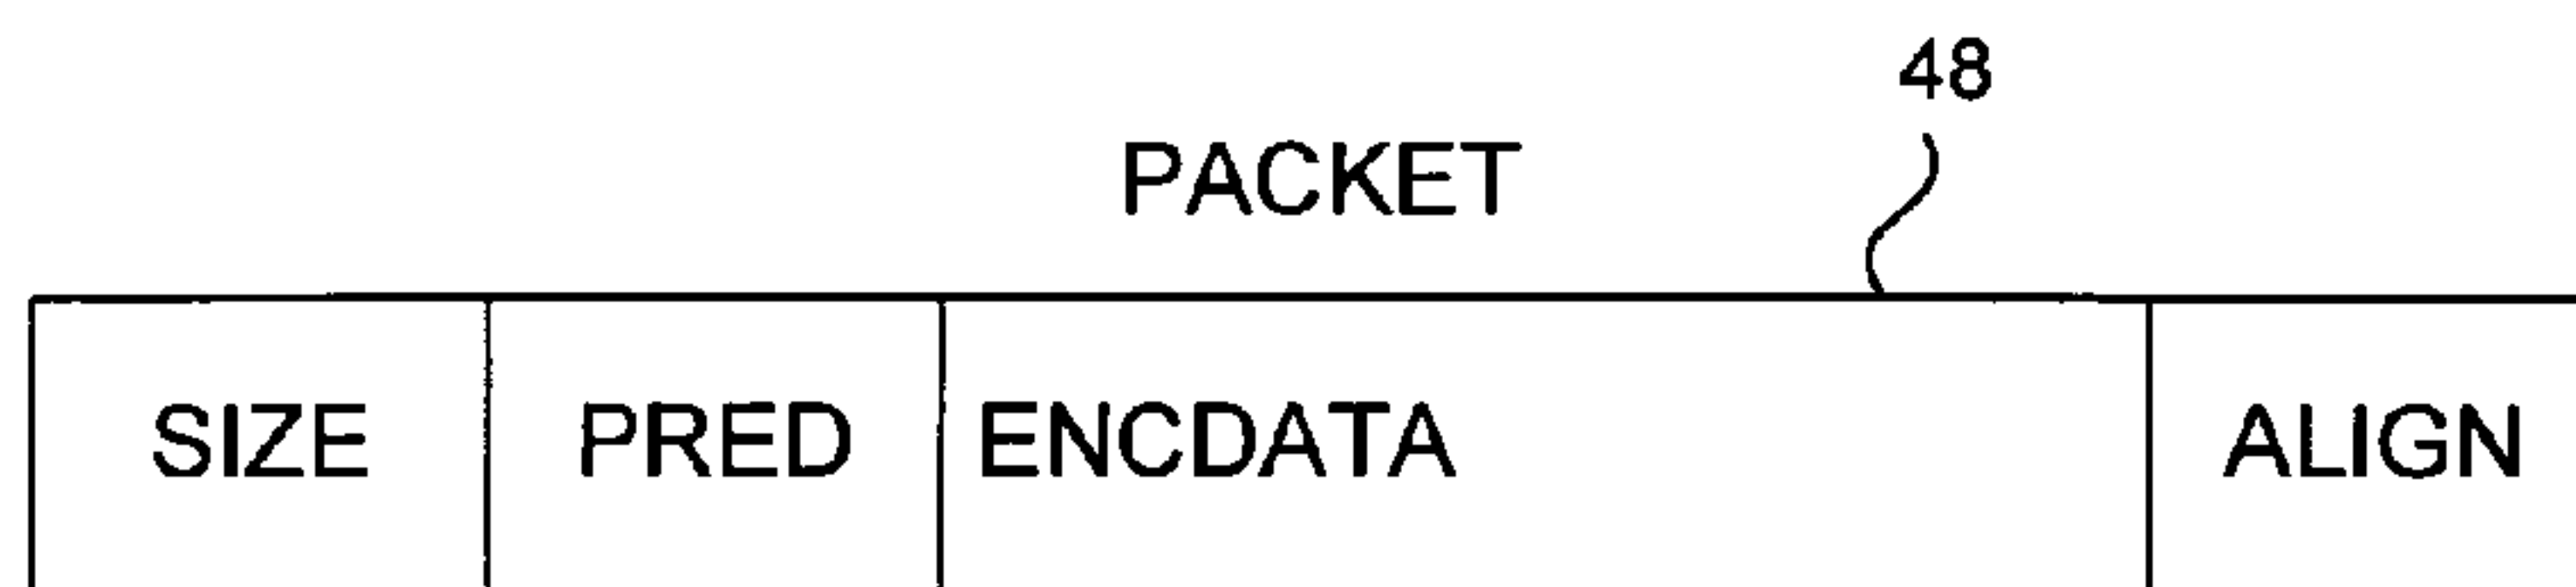 48
PACKET
SIZE PRED ENCDATA ALIGN